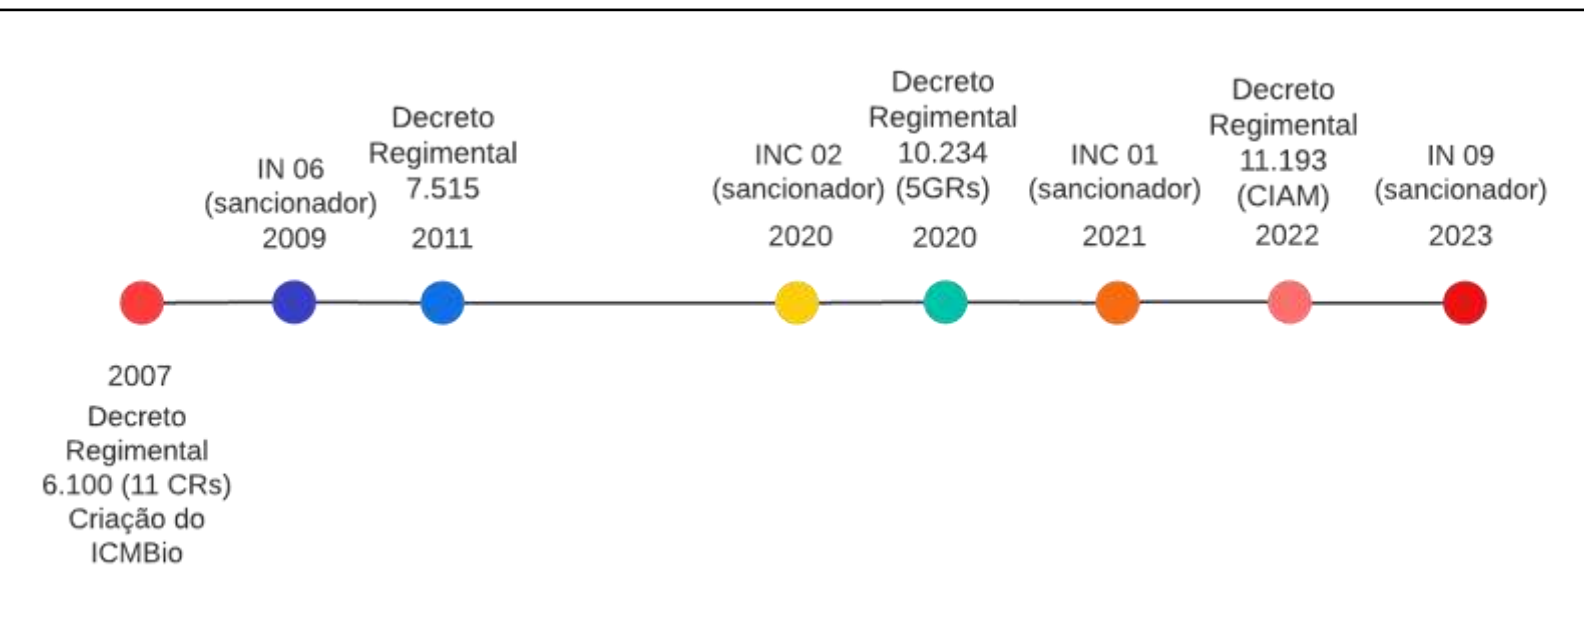 2007
Decreto
Regimental
6.100 (11 CRs)
Criação do
ICMBio
IN 06
(sancionador)
2009
Decreto
Regimental
7.515
2011
INC 02
(sancionador)
2020
Decreto
Regimental
10.234
(5GRs)
2020
INC 01
(sancionador)
2021
Decreto
Regimental
11.193
(CIAM)
2022
IN 09
(sancionador)
2023